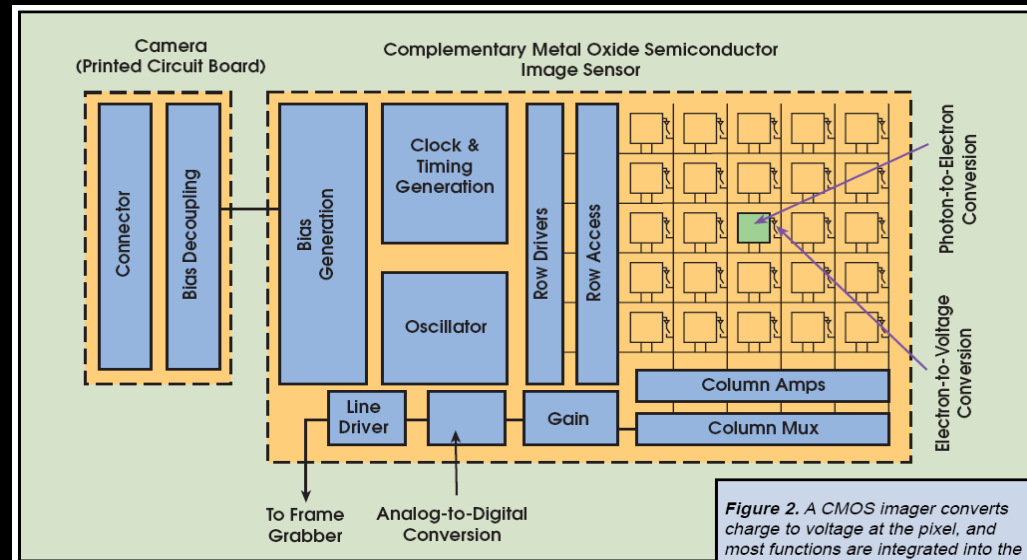 Camera
(Printed Circuit Board)
Complementary Metal Oxide Semiconductor
Image Sensor
Connector
Bias Decoupling
Bias
Generation
Clock &
Timing
Generation
Oscillator
Row Drivers
Row Access
Photon-to-Electron
Conversion
Electron-to-Voltage
Conversion
Column Amps
Column Mux
Gain
Line
Driver
To Frame
Grabber
Analog-to-Digital
Conversion
Figure 2. A CMOS imager converts
charge to voltage at the pixel, and
most functions are integrated into the